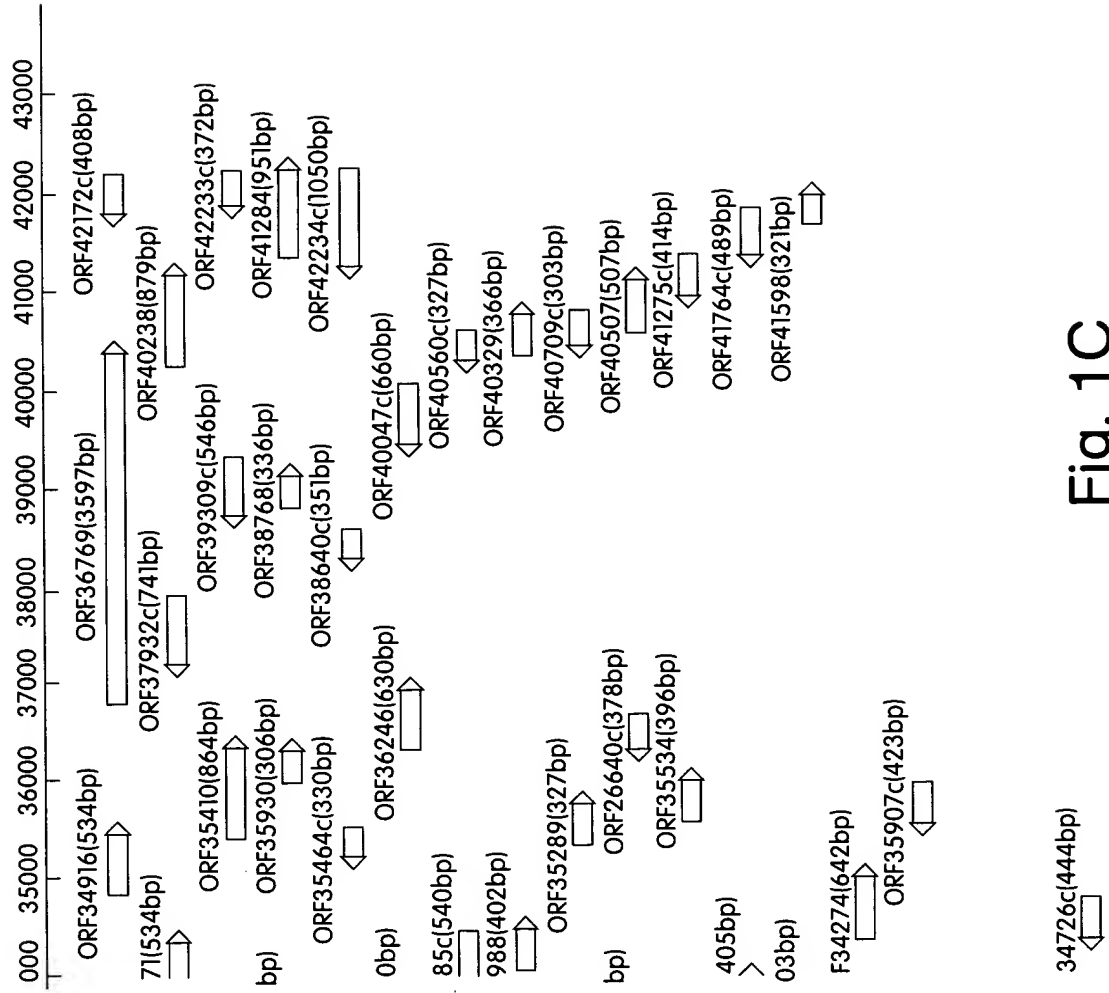 000 35000 36000 37000 38000 39000 40000 41000 42000 43000
ORF34916(534bp)
ORF36769(3597bp)
ORF42172c(408bp)
71(534bp)
ORF37932c(741bp)
ORF40238(879bp)
bp)
ORF35410(864bp)
ORF39309c(546bp)
ORF42233c(372bp)
ORF35930(306bp)
ORF38768(336bp)
ORF41284(951bp)
ORF35464c(330bp)
ORF38640c(351bp)
ORF42234c(1050bp)
0bp)
ORF36246(630bp)
ORF40047c(660bp)
85c(540bp)
ORF40560c(327bp)
988(402bp)
ORF40329(366bp)
ORF35289(327bp)
ORF40709c(303bp)
bp)
ORF26640c(378bp)
ORF40507(507bp)
ORF35534(396bp)
ORF41275c(414bp)
405bp)
ORF41764c(489bp)
03bp)
ORF41598(321bp)
F34274(642bp)
ORF35907c(423bp)
34726c(444bp)
Fig. 1C